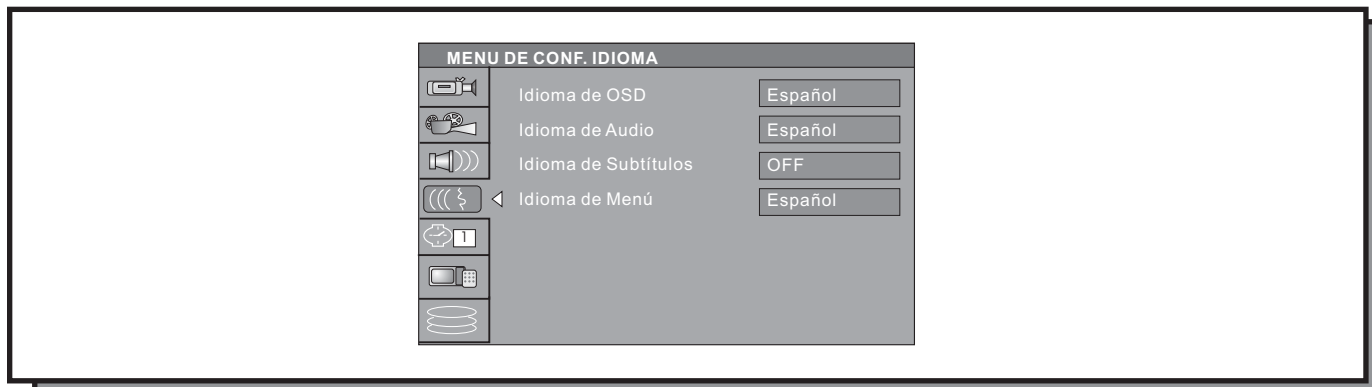 MENU DE CONF. IDIOMA
Idioma de OSD Español
Idioma de Audio Español
Idioma de Subtítulos OFF
Idioma de Menú Español
1